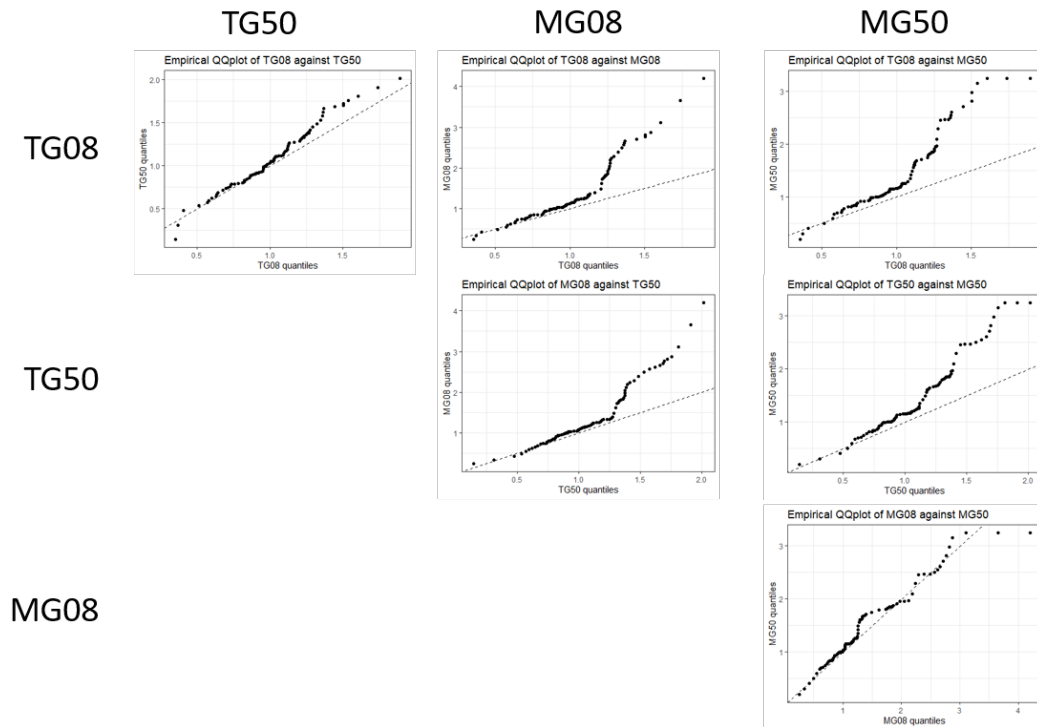 TG50 MG08 MG50
TG08
Empirical QQplot of TG08 against TG50
TG50 quantiles
2.0
1.5
1.0
0.5
0.5 1.0 1.5
TG08 quantiles
Empirical QQplot of TG08 against MG08
MG08 quantiles
4
3
2
1
0.5 1.0 1.5
TG08 quantiles
Empirical QQplot of TG08 against MG50
MG50 quantiles
3
2
1
0.5 1.0 1.5
TG08 quantiles
TG50
Empirical QQplot of MG08 against TG50
MG08 quantiles
4
3
2
1
0.5 1.0 1.5 2.0
TG50 quantiles
Empirical QQplot of TG50 against MG50
MG50 quantiles
3
2
1
0.5 1.0 1.5 2.0
TG50 quantiles
MG08
Empirical QQplot of MG08 against MG50
MG50 quantiles
3
2
1
1 2 3 4
MG08 quantiles